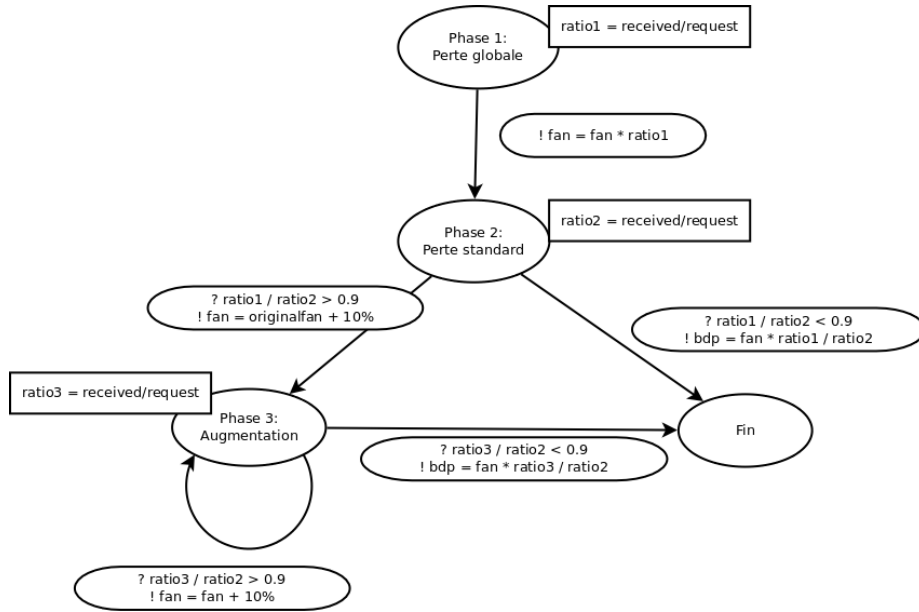 Phase 1:
Perte globale
ratio1 = received/request
! fan = fan * ratio1
Phase 2:
Perte standard
ratio2 = received/request
? ratio1 / ratio2 > 0.9
! fan = originalfan + 10%
? ratio1 / ratio2 < 0.9
! bdp = fan * ratio1 / ratio2
ratio3 = received/request
Phase 3:
Augmentation
Fin
? ratio3 / ratio2 < 0.9
! bdp = fan * ratio3 / ratio2
? ratio3 / ratio2 > 0.9
! fan = fan + 10%